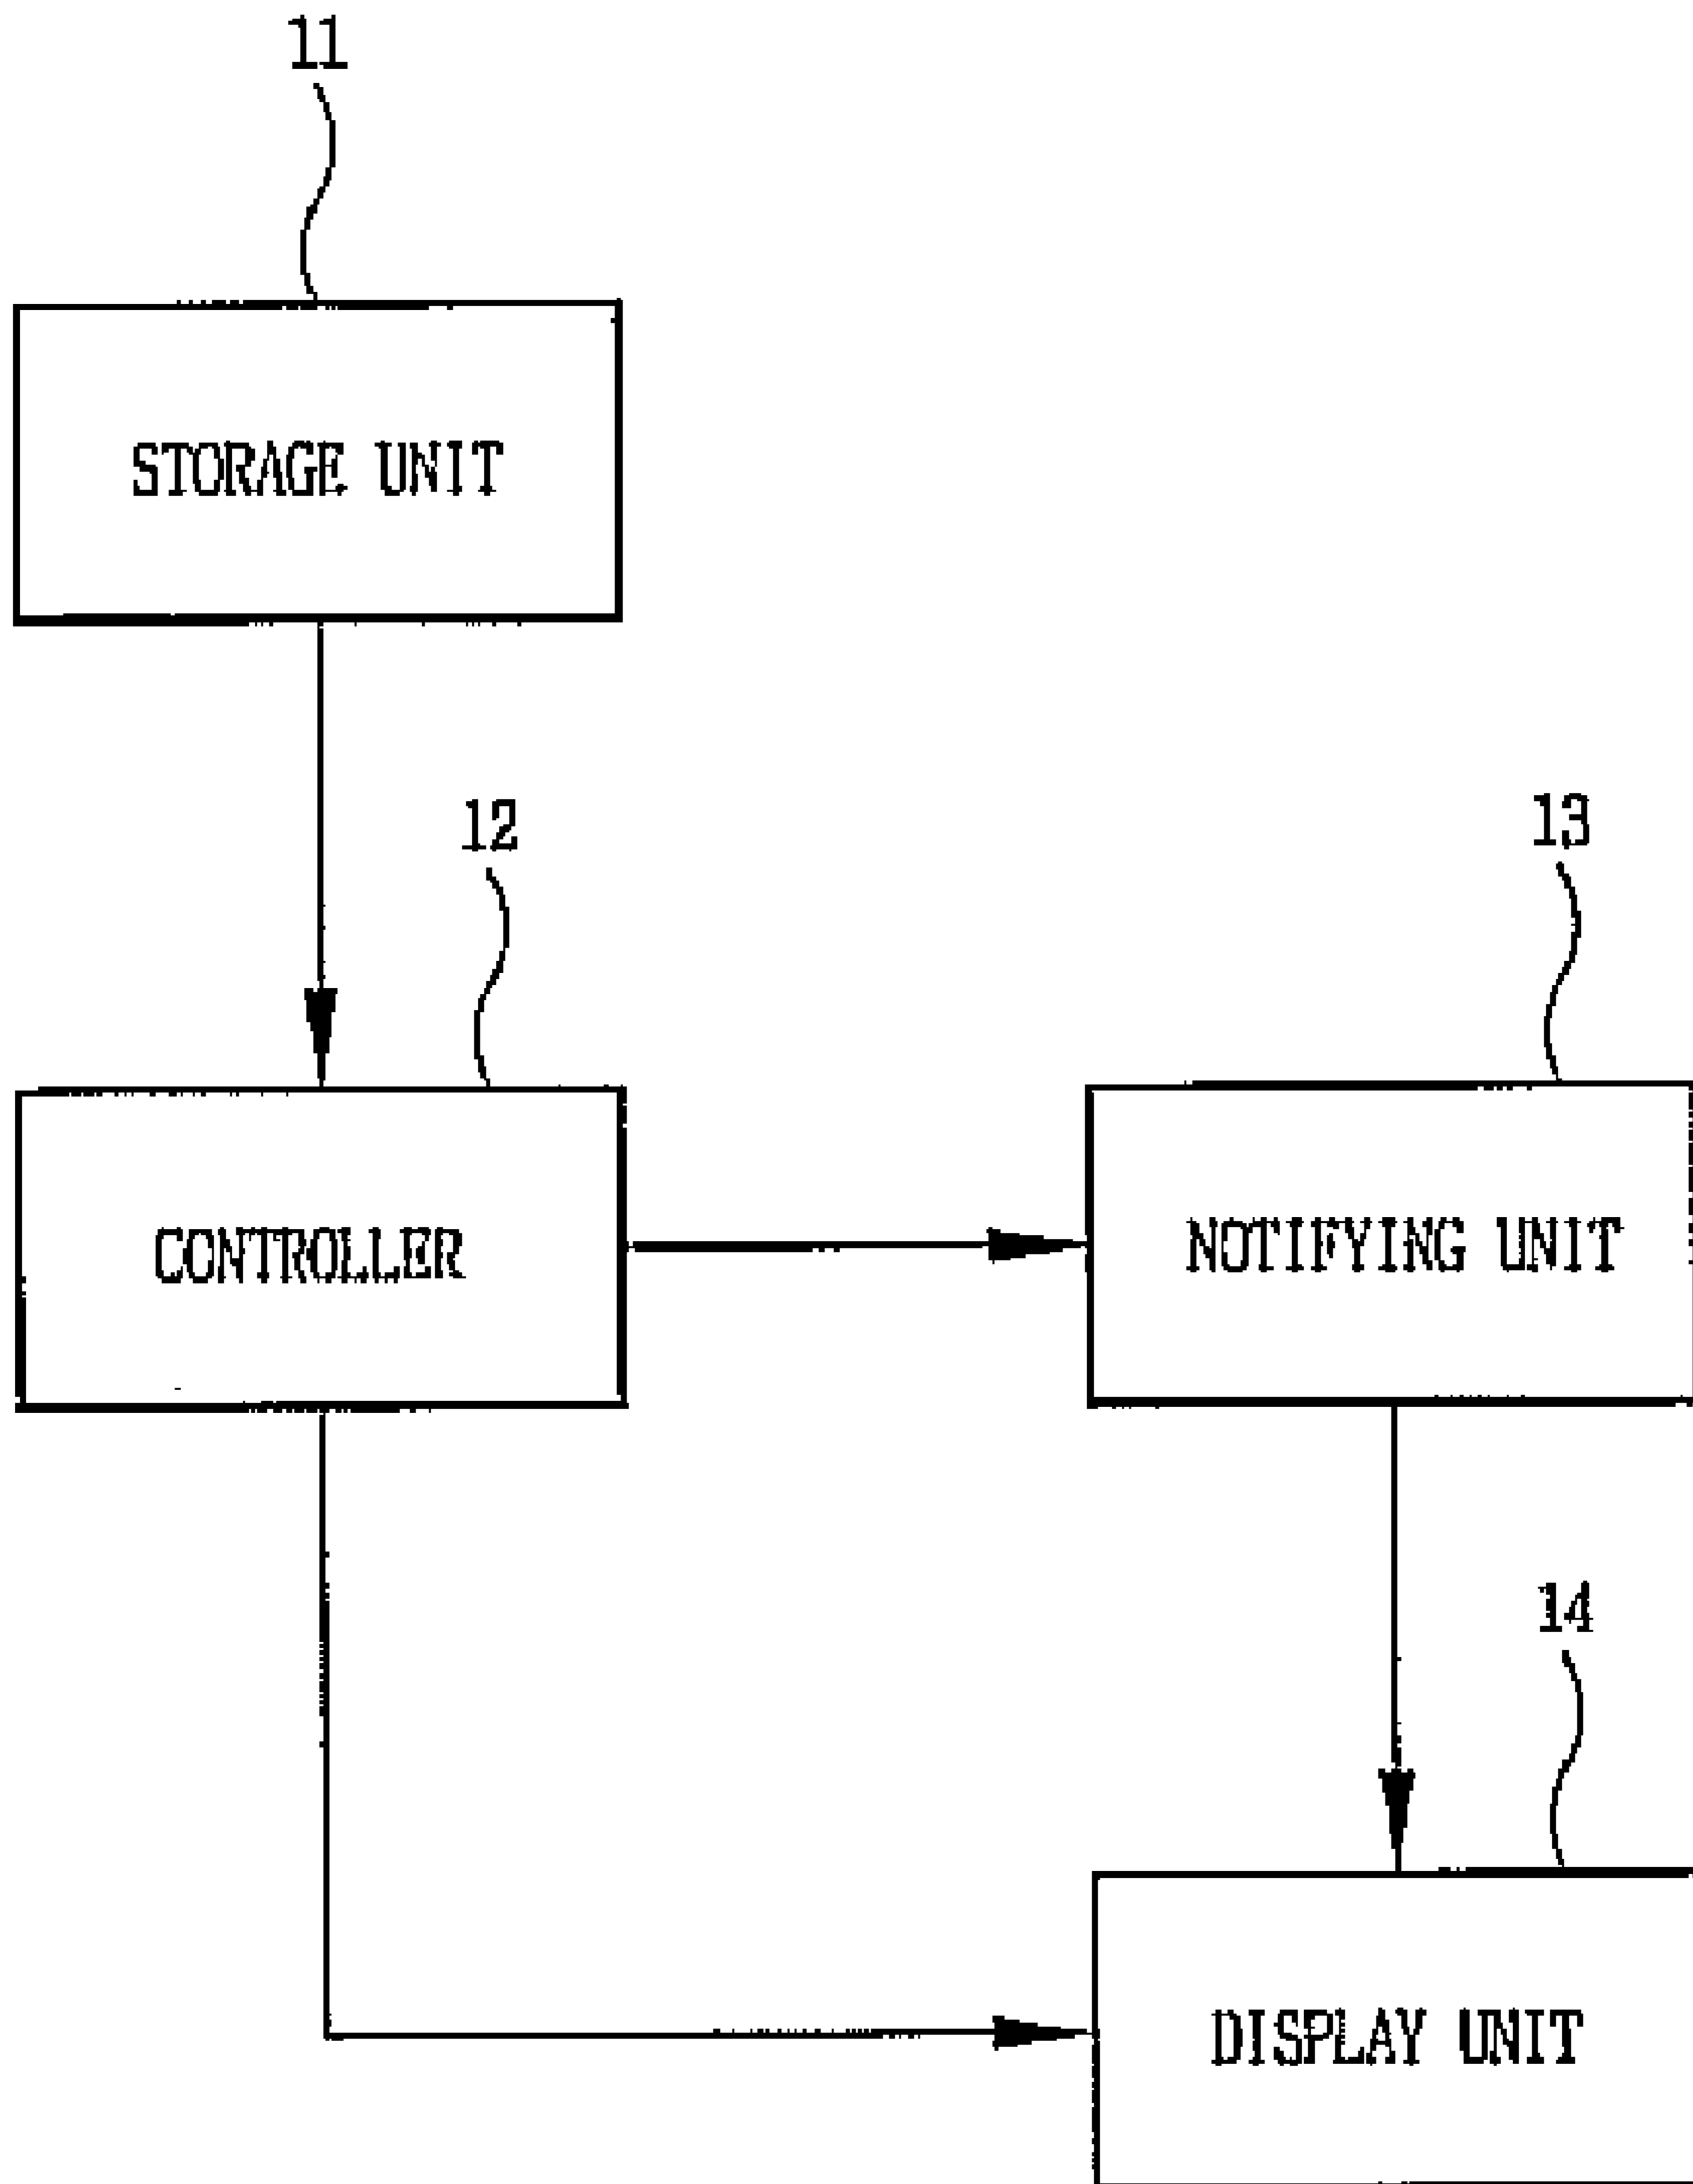 11
STORAGE UNIT
12
13
CONTROLLER
NOTIFYING UNIT
14
DISPLAY UNIT